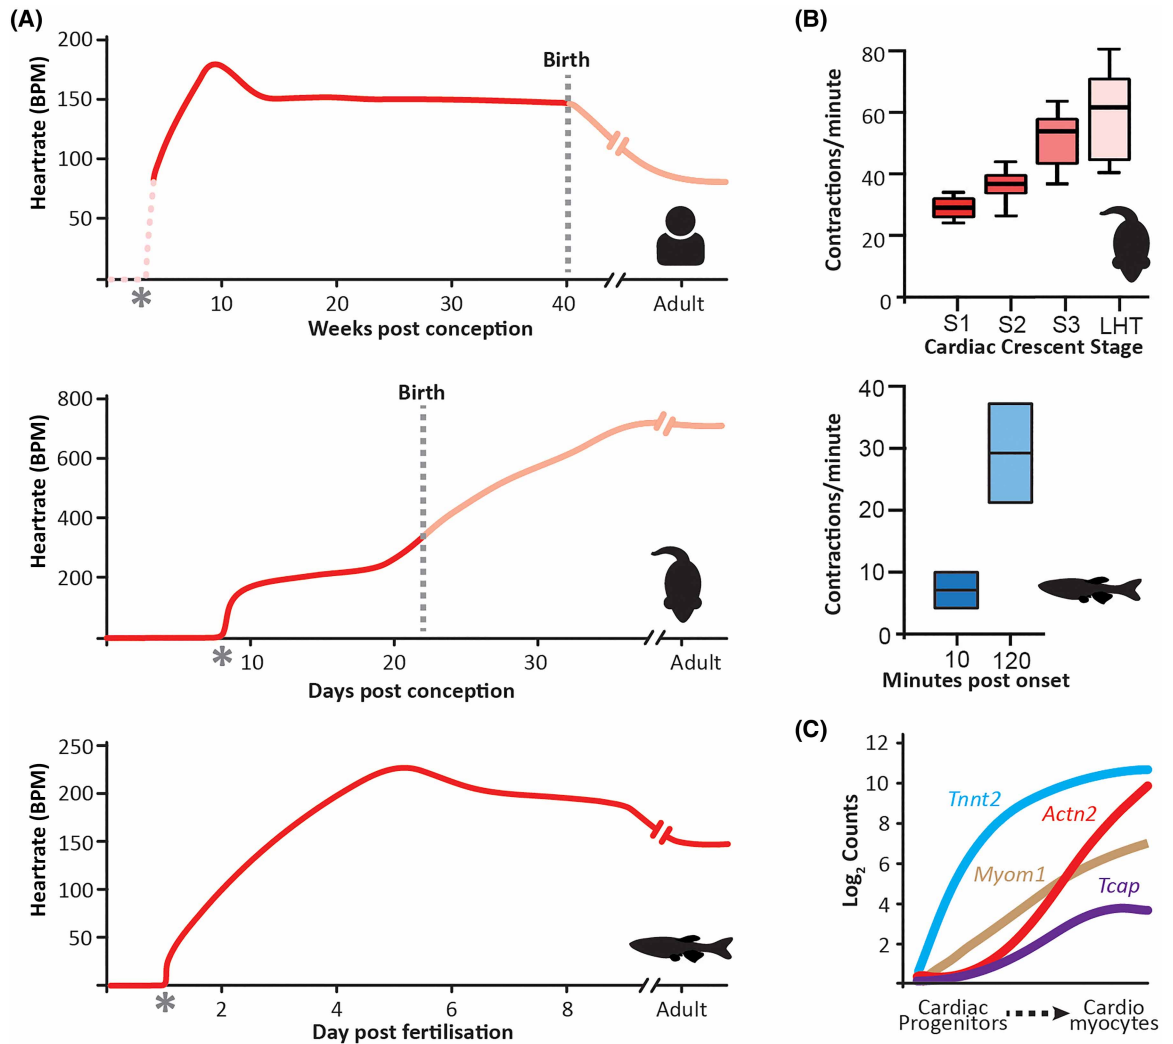 (A)
200
150
100
50
Heartrate (BPM)
Birth
*
10
20
30
40
Adult
Weeks post conception
800
600
400
200
Heartrate (BPM)
Birth
*
10
20
30
Adult
Days post conception
250
200
150
100
50
Heartrate (BPM)
*
2
4
6
8
Adult
Day post fertilisation
(B)
80
60
40
20
0
Contractions/minute
S1
S2
S3
LHT
Cardiac Crescent Stage
40
30
20
10
0
Contractions/minute
10
120
Minutes post onset
(C)
12
10
8
6
4
2
Log2 Counts
Tnnt2
Actn2
Myom1
Tcap
Cardiac
Progenitors
Cardio
myocytes